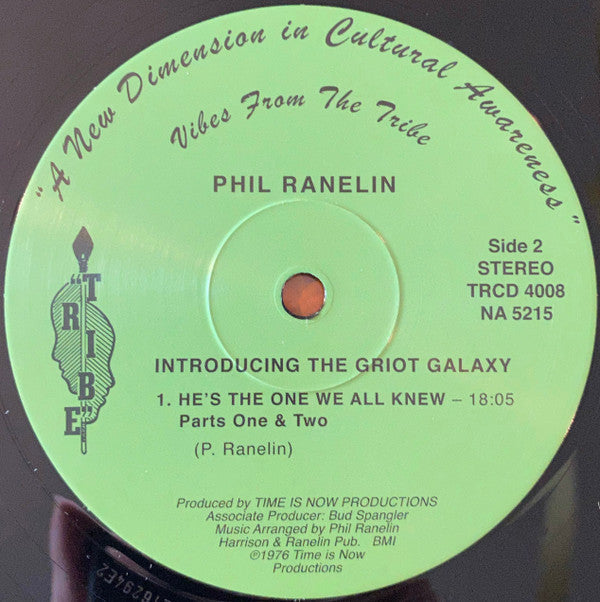 "A New Dimension in Cultural Awareness"
Vibes From The Tribe
PHIL RANELIN
Side 2
STEREO
TRCD 4008
NA 5215
"TRIBE"
INTRODUCING THE GRIOT GALAXY
1. HE'S THE ONE WE ALL KNEW – 18:05
Parts One & Two
(P. Ranelin)
Produced by TIME IS NOW PRODUCTIONS
Associate Producer: Bud Spangler
Music Arranged by Phil Ranelin
Harrison & Ranelin Pub. BMI
℗1976 Time is Now
Productions